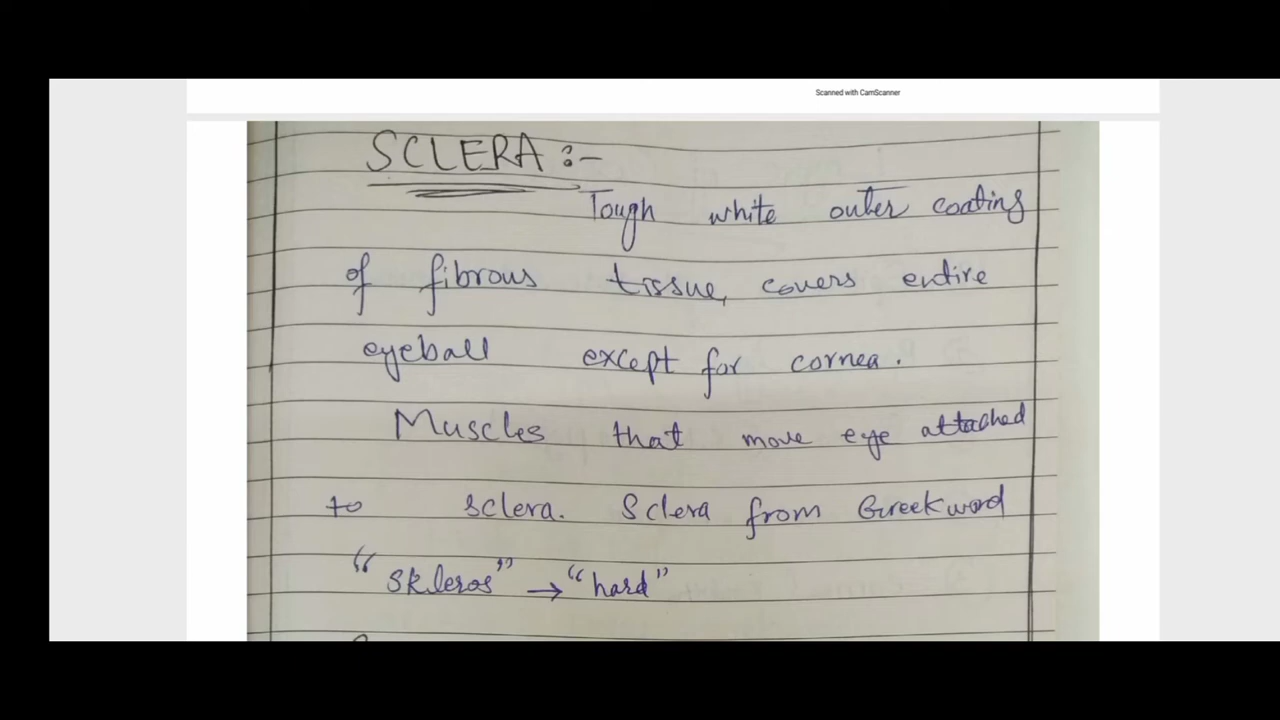 Scanned with CamScanner
SCLERA :-
Tough white outer coating
of fibrous tissue, covers entire
eyeball except for cornea.
Muscles that move eye attached
to sclera. Sclera from Greek word
"skleros" → "hard"